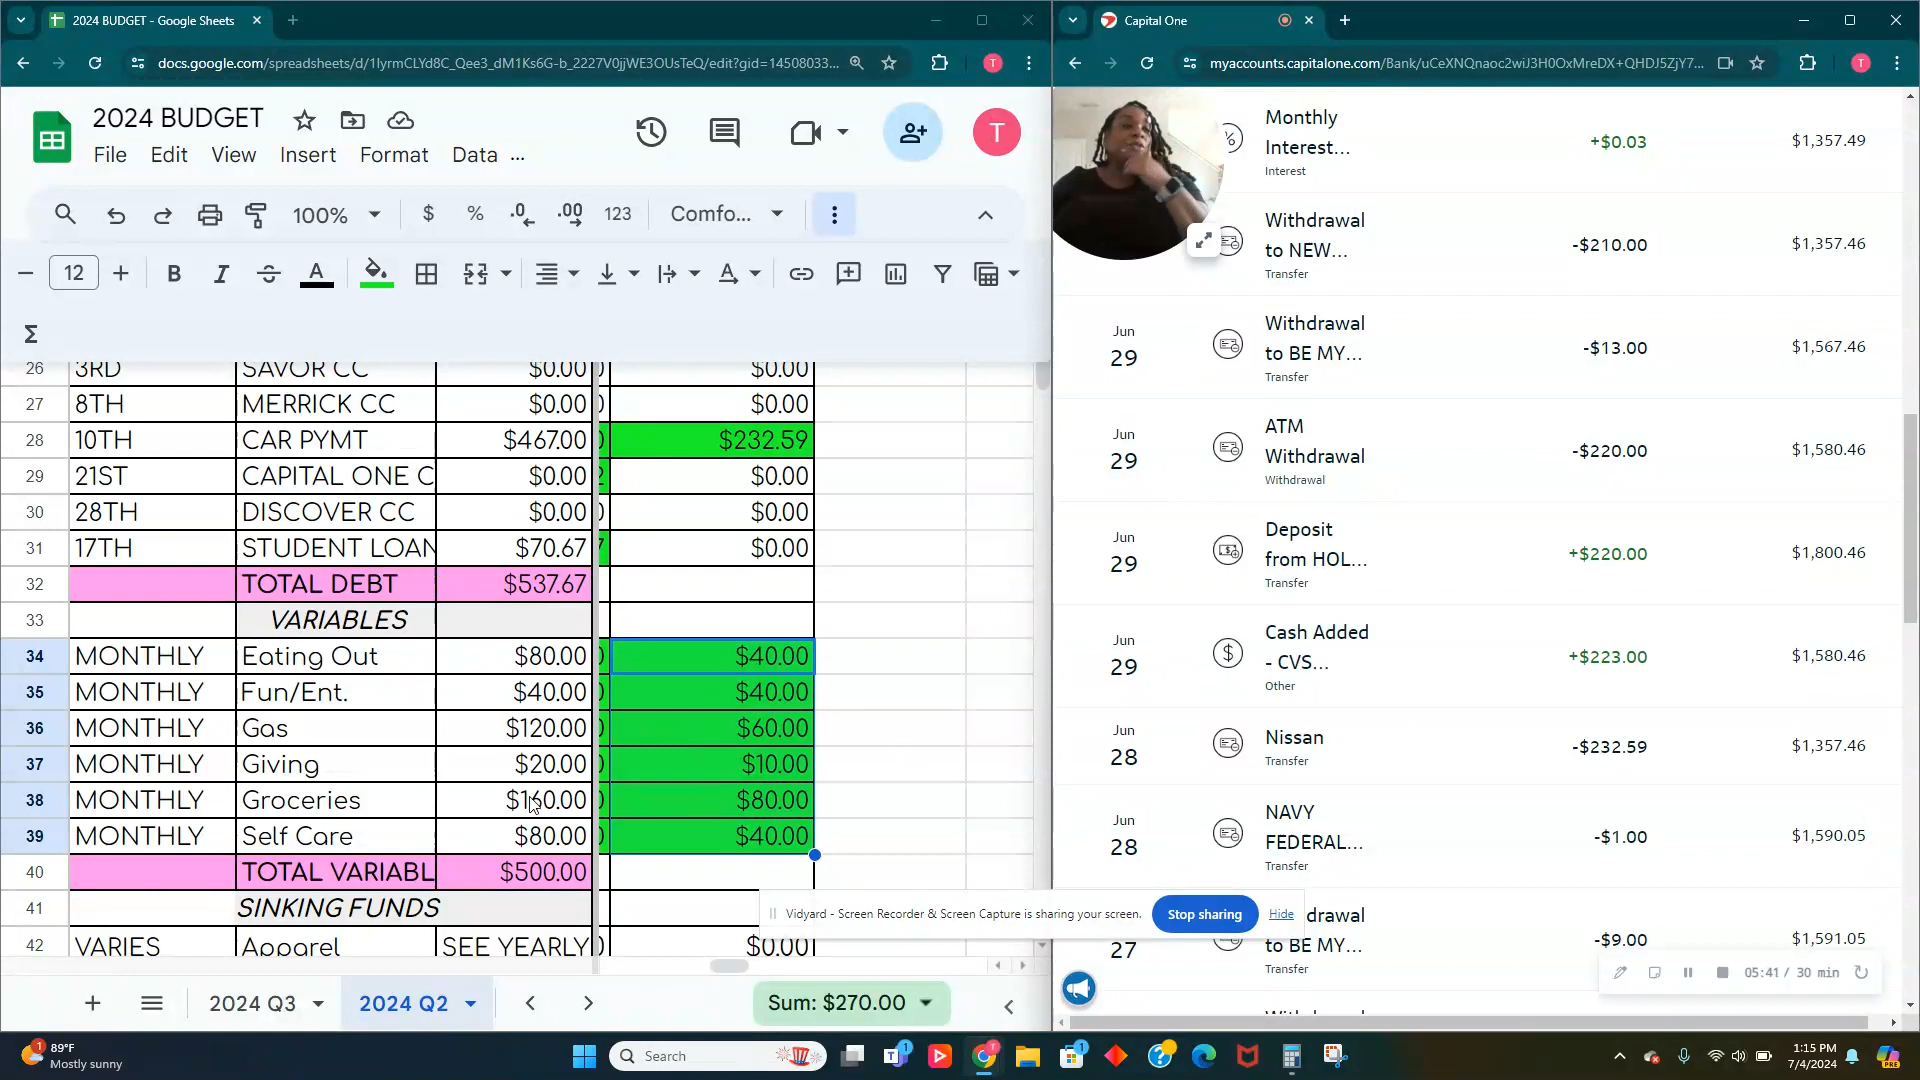 2024 BUDGET - Google Sheets
docs.google.com/spreadsheets/d/1lyrmCLYd8C_Qee3_dM1Ks6G-b_2227V0jjWE3OUsTeQ/edit?gid=14508033...
T
2024 BUDGET
File Edit View Insert Format Data ...
T
100% $ % .0 .00 123 Comfo...
12 B I A
Σ
26 3RD SAVOR CC $0.00 $0.00
27 8TH MERRICK CC $0.00 $0.00
28 10TH CAR PYMT $467.00 $232.59
29 21ST CAPITAL ONE C $0.00 $0.00
30 28TH DISCOVER CC $0.00 $0.00
31 17TH STUDENT LOAN $70.67 $0.00
32 TOTAL DEBT $537.67
33 VARIABLES
34 MONTHLY Eating Out $80.00 $40.00
35 MONTHLY Fun/Ent. $40.00 $40.00
36 MONTHLY Gas $120.00 $60.00
37 MONTHLY Giving $20.00 $10.00
38 MONTHLY Groceries $160.00 $80.00
39 MONTHLY Self Care $80.00 $40.00
40 TOTAL VARIABL $500.00
41 SINKING FUNDS
42 VARIES Apparel SEE YEARLY $0.00
2024 Q3 2024 Q2 Sum: $270.00
Capital One
myaccounts.capitalone.com/Bank/uCeXNQnaoc2wiJ3H0OxMreDX+QHDJ5ZjY7...
T
Monthly
Interest... +$0.03 $1,357.49
Interest
Withdrawal
to NEW... -$210.00 $1,357.46
Transfer
Jun
29
Withdrawal
to BE MY... -$13.00 $1,567.46
Transfer
Jun
29
ATM
Withdrawal -$220.00 $1,580.46
Withdrawal
Jun
29
Deposit
from HOL... +$220.00 $1,800.46
Transfer
Jun
29
Cash Added
- CVS... +$223.00 $1,580.46
Other
Jun
28
Nissan -$232.59 $1,357.46
Transfer
Jun
28
NAVY
FEDERAL... -$1.00 $1,590.05
Transfer
27
drawal
to BE MY... -$9.00 $1,591.05
Transfer
Vidyard - Screen Recorder & Screen Capture is sharing your screen. Stop sharing Hide
05:41 / 30 min
1
89°F
Mostly sunny
Search
1
1
1:15 PM
7/4/2024